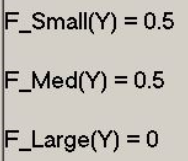 F_Small(Y) = 0.5
F_Med(Y) = 0.5
F_Large(Y) = 0